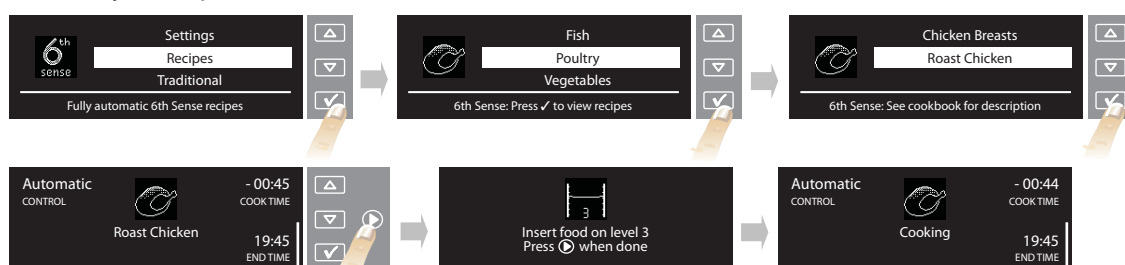 6th
sense
Settings
Recipes
Traditional
Fully automatic 6th Sense recipes
Fish
Poultry
Vegetables
6th Sense: Press ✓ to view recipes
Chicken Breasts
Roast Chicken
6th Sense: See cookbook for description
Automatic
CONTROL
Roast Chicken
- 00:45
COOK TIME
19:45
END TIME
3
Insert food on level 3
Press ▶ when done
Automatic
CONTROL
Cooking
- 00:44
COOK TIME
19:45
END TIME